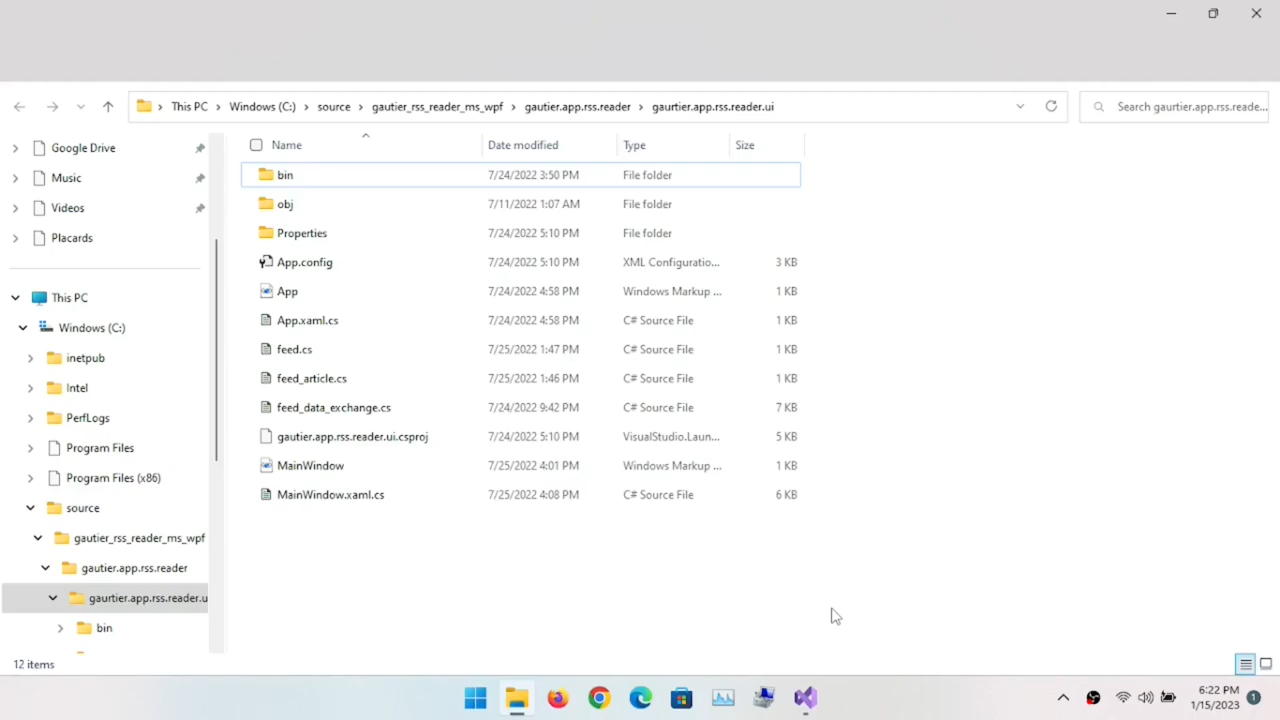 This PC > Windows (C:) > source > gautier_rss_reader_ms_wpf > gautier.app.rss.reader > gaurtier.app.rss.reader.ui
Search gaurtier.app.rss.reade...
Google Drive
Music
Videos
Placards
This PC
Windows (C:)
inetpub
Intel
PerfLogs
Program Files
Program Files (x86)
source
gautier_rss_reader_ms_wpf
gautier.app.rss.reader
gaurtier.app.rss.reader.u
bin
Name Date modified Type Size
bin 7/24/2022 3:50 PM File folder
obj 7/11/2022 1:07 AM File folder
Properties 7/24/2022 5:10 PM File folder
App.config 7/24/2022 5:10 PM XML Configuratio... 3 KB
App 7/24/2022 4:58 PM Windows Markup ... 1 KB
App.xaml.cs 7/24/2022 4:58 PM C# Source File 1 KB
feed.cs 7/25/2022 1:47 PM C# Source File 1 KB
feed_article.cs 7/25/2022 1:46 PM C# Source File 1 KB
feed_data_exchange.cs 7/24/2022 9:42 PM C# Source File 7 KB
gautier.app.rss.reader.ui.csproj 7/24/2022 5:10 PM VisualStudio.Laun... 5 KB
MainWindow 7/25/2022 4:01 PM Windows Markup ... 1 KB
MainWindow.xaml.cs 7/25/2022 4:08 PM C# Source File 6 KB
12 items
6:22 PM
1/15/2023
1